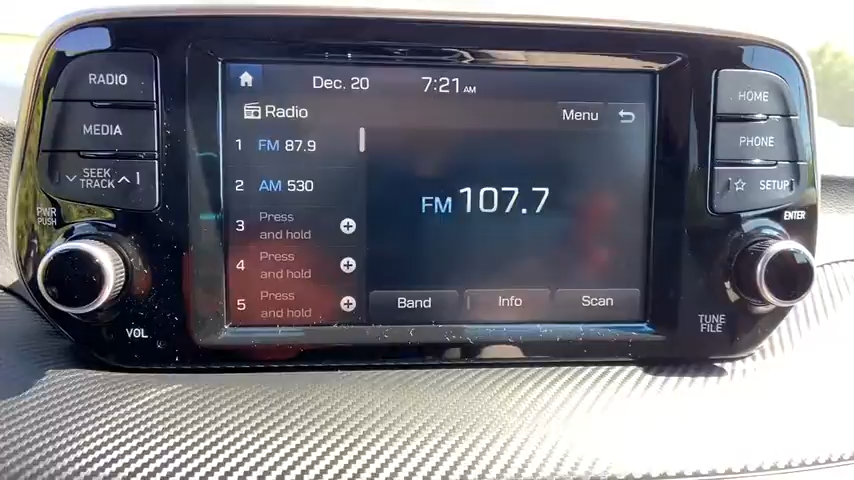 RADIO
MEDIA
SEEK
TRACK
PWR
PUSH
VOL
Dec. 20 7:21 AM
Radio
Menu
1 FM 87.9
2 AM 530
3 Press
and hold
4 Press
and hold
5 Press
and hold
FM 107.7
Band
Info
Scan
HOME
PHONE
SETUP
ENTER
TUNE
FILE